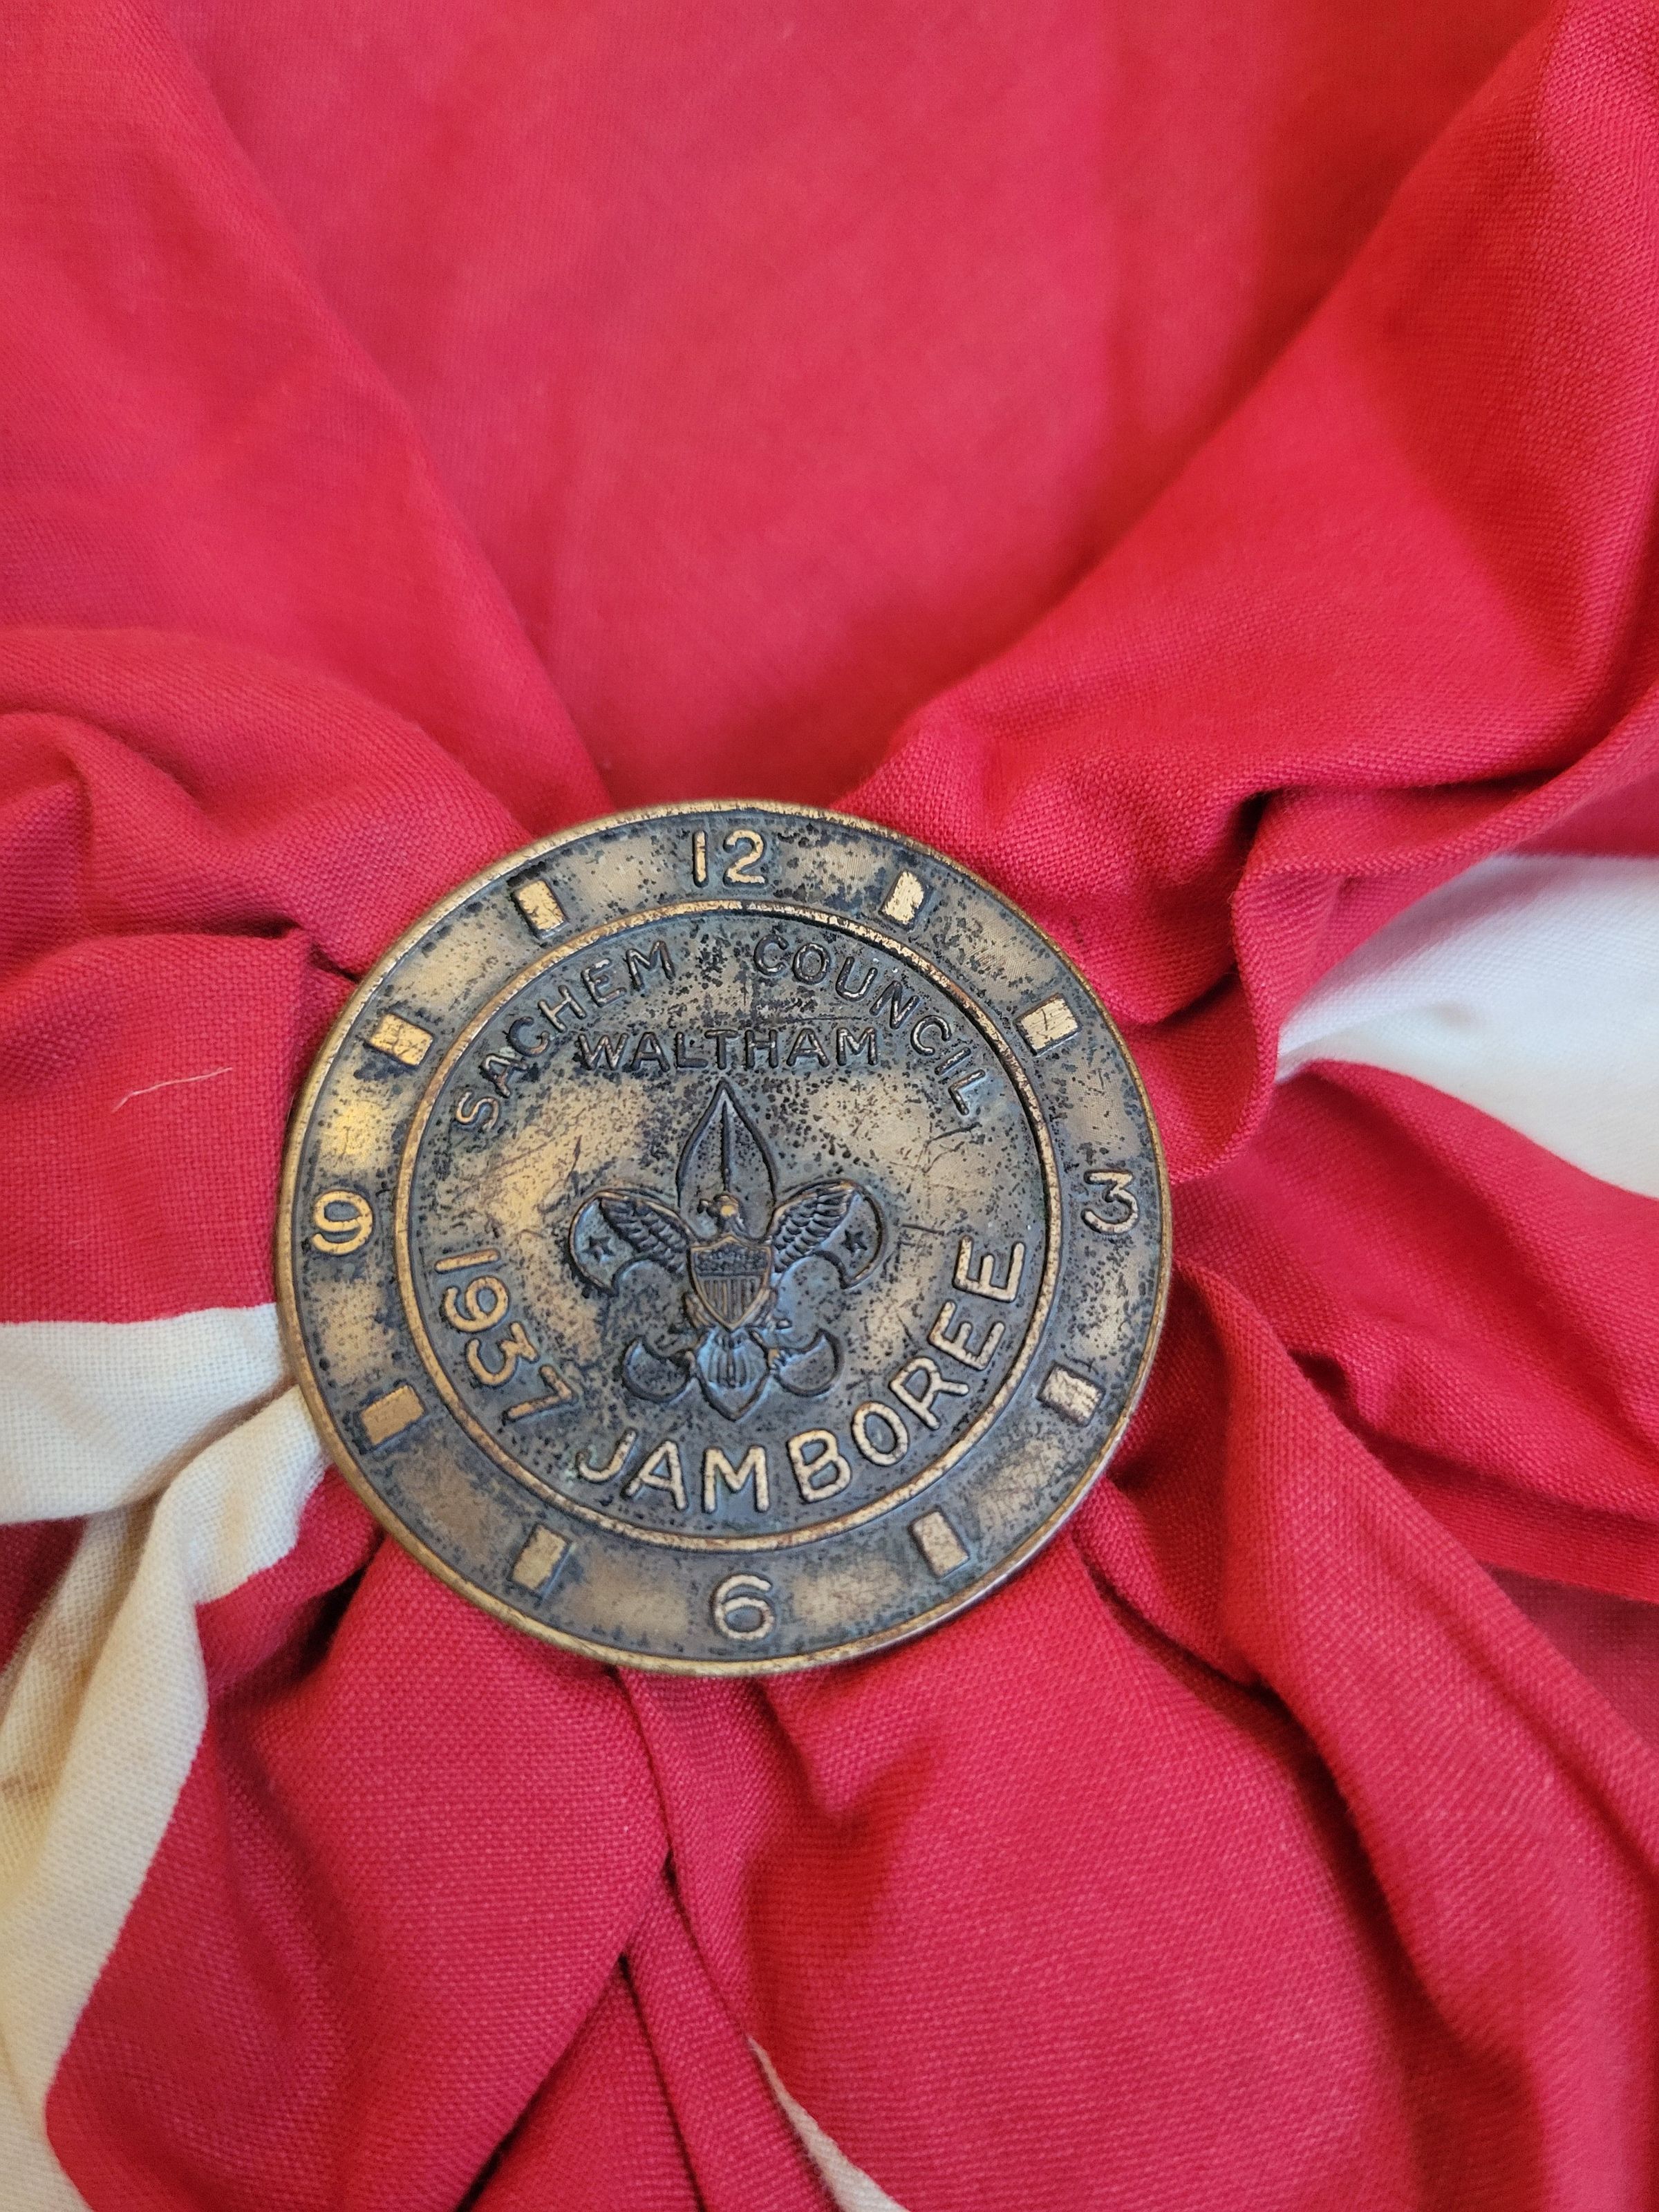 12
SACHEM COUNCIL
WALTHAM
9
3
1937 JAMBOREE
6